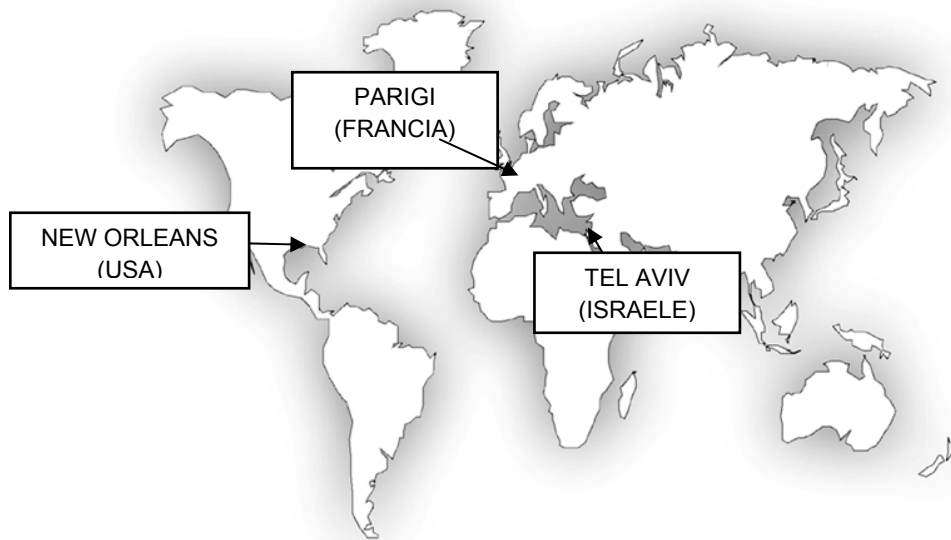 PARIGI
(FRANCIA)
NEW ORLEANS
(USA)
TEL AVIV
(ISRAELE)